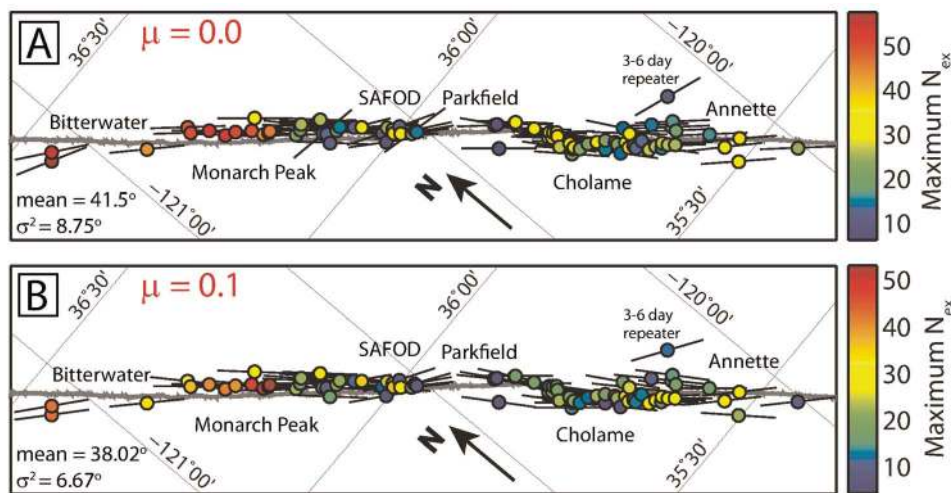 A
μ = 0.0
36°30'
36°00'
−120°00'
3-6 day
repeater
SAFOD
Parkfield
Annette
Bitterwater
Monarch Peak
Cholame
N
mean = 41.5°
σ² = 8.75°
−121°00'
35°30'
50
40
30
20
10
Maximum N_ex
B
μ = 0.1
36°30'
36°00'
−120°00'
3-6 day
repeater
SAFOD
Parkfield
Annette
Bitterwater
Monarch Peak
Cholame
N
mean = 38.02°
σ² = 6.67°
−121°00'
35°30'
50
40
30
20
10
Maximum N_ex